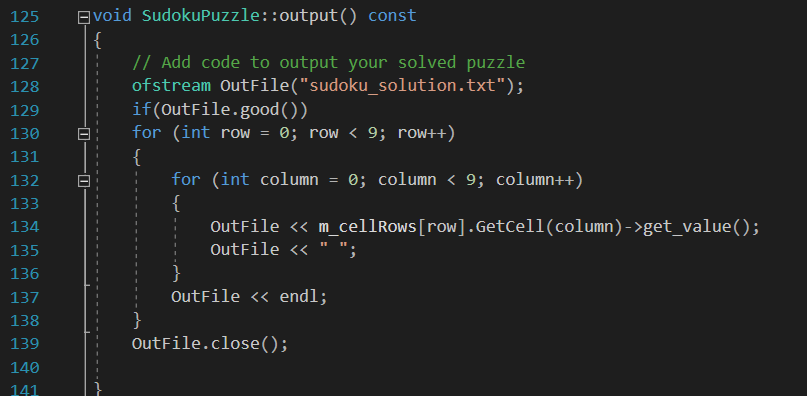 125 void SudokuPuzzle::output() const
126 {
127 // Add code to output your solved puzzle
128 ofstream OutFile("sudoku_solution.txt");
129 if(OutFile.good())
130 for (int row = 0; row < 9; row++)
131 {
132 for (int column = 0; column < 9; column++)
133 {
134 OutFile << m_cellRows[row].GetCell(column)->get_value();
135 OutFile << " ";
136 }
137 OutFile << endl;
138 }
139 OutFile.close();
140
141 }